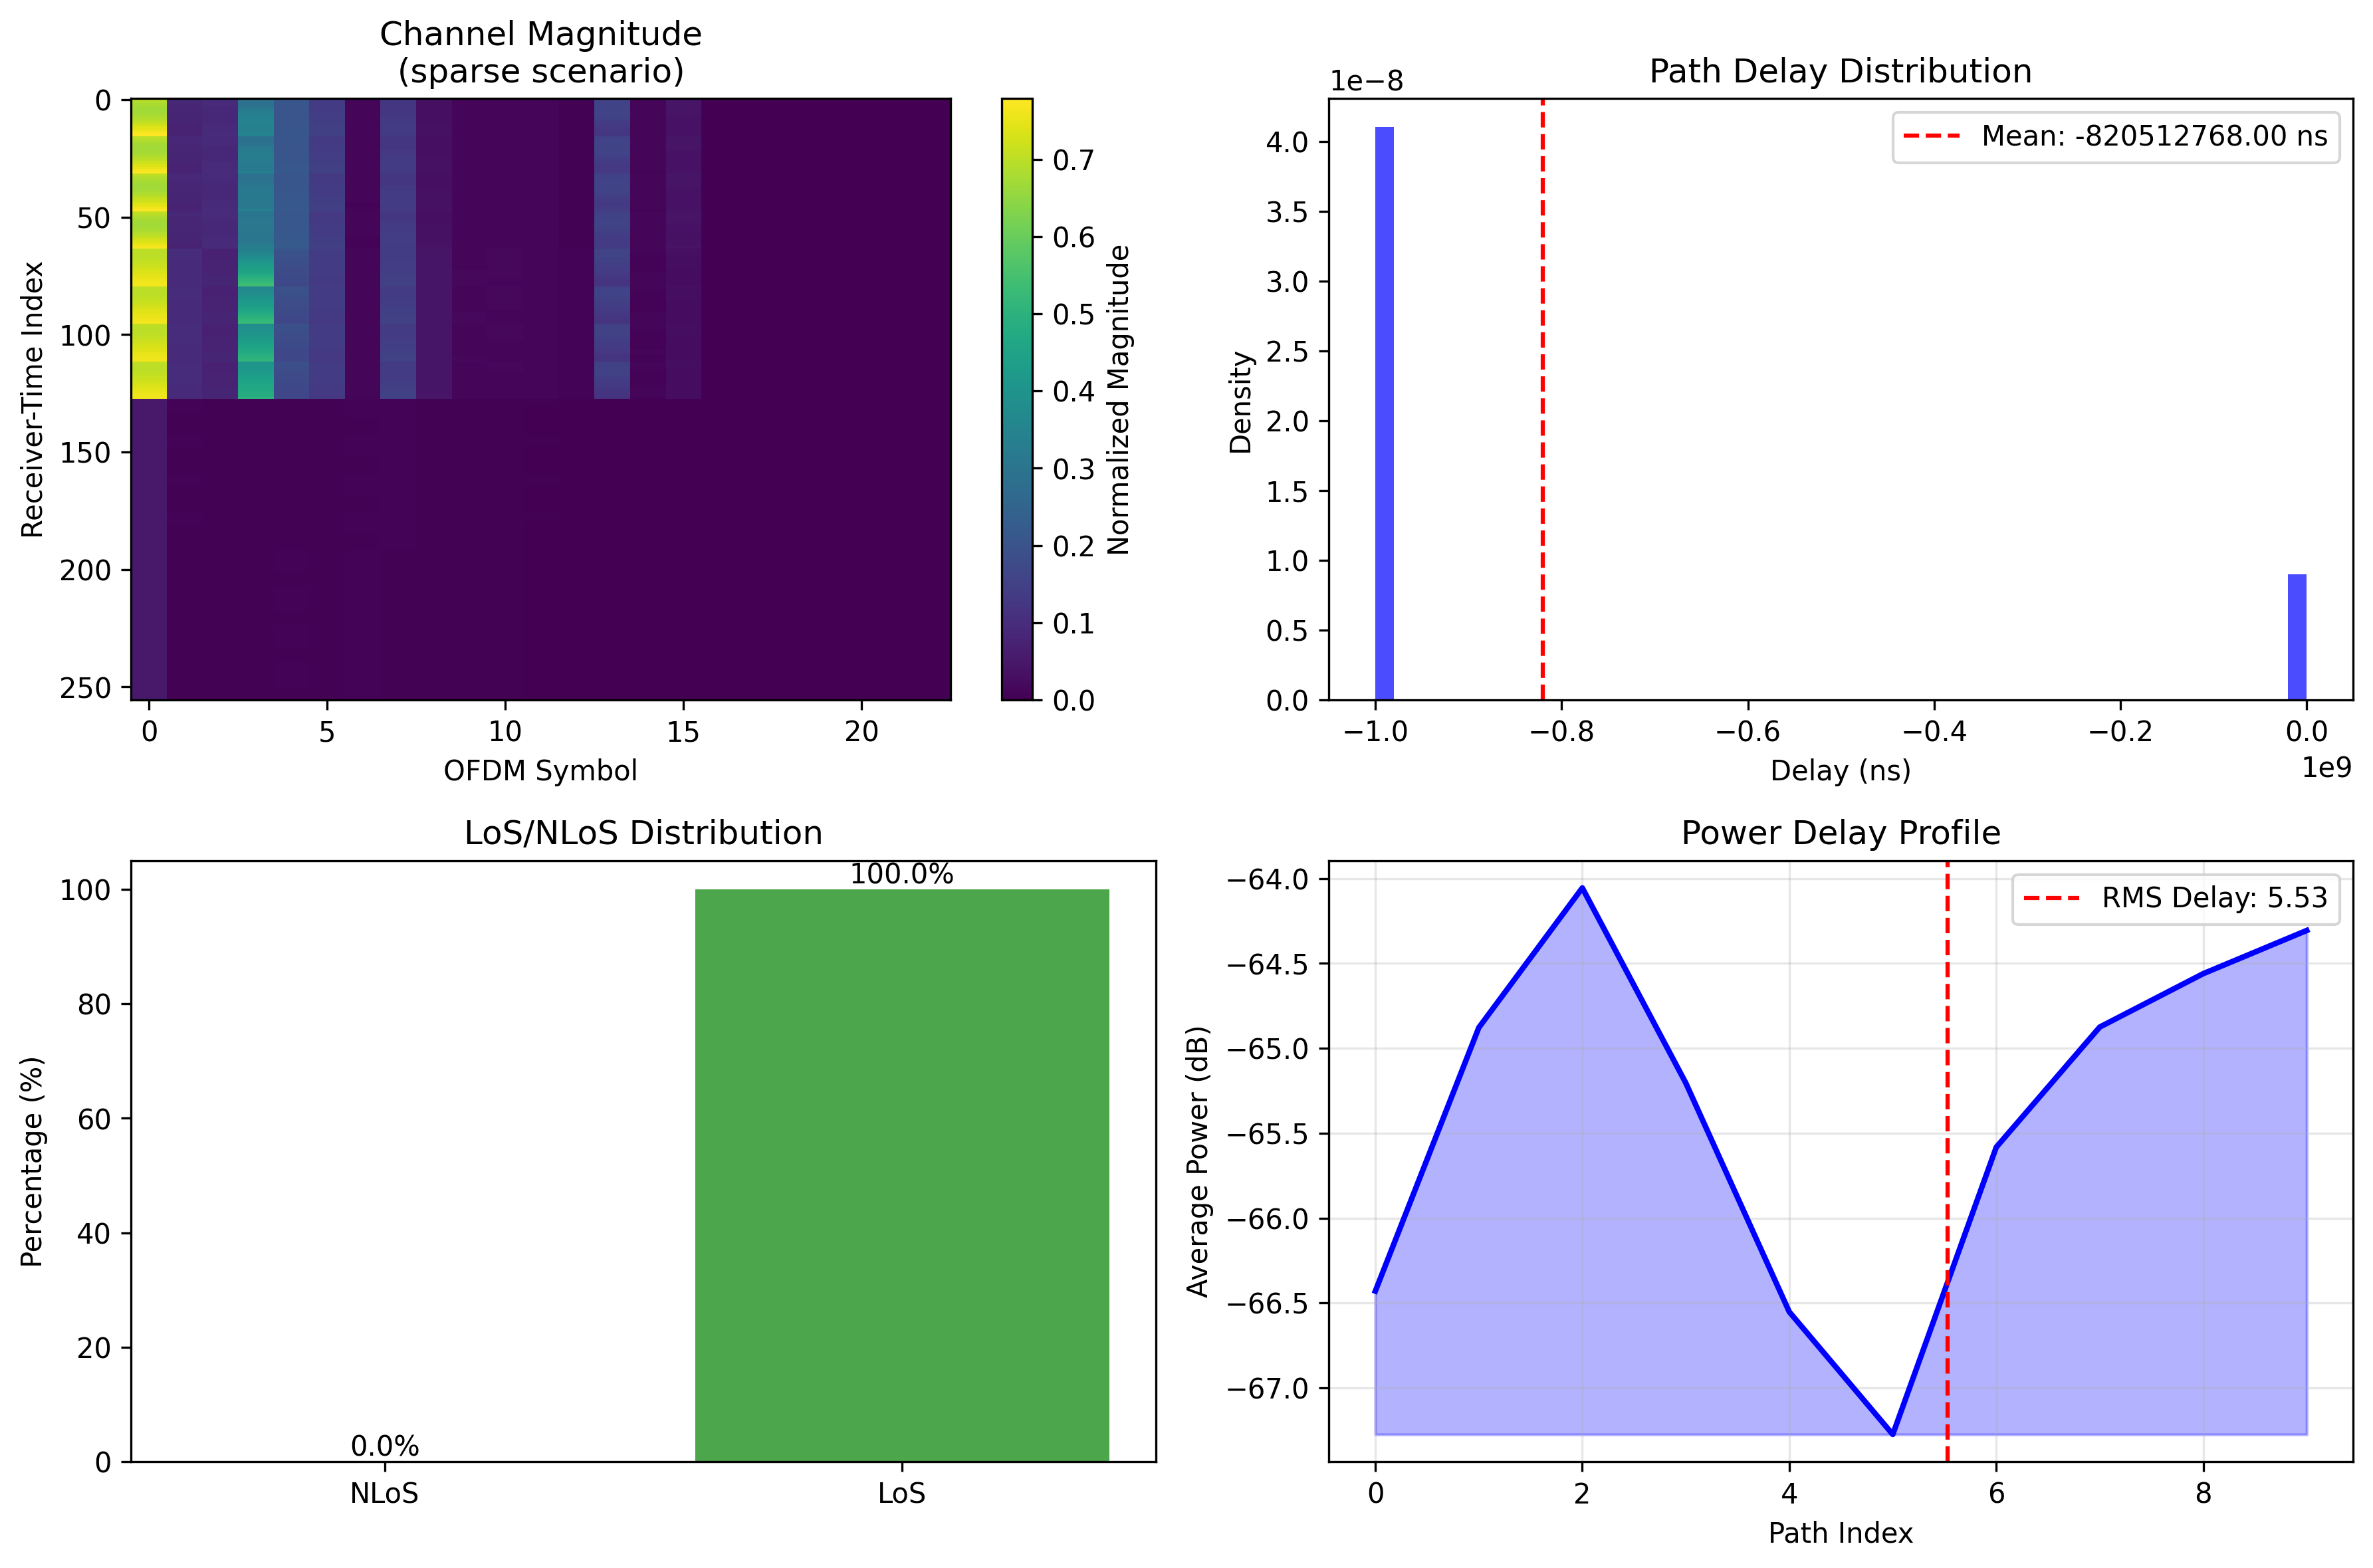 Channel Magnitude
(sparse scenario)
0
50
100
150
200
250
Receiver-Time Index
0 5 10 15 20
OFDM Symbol
0.7
0.6
0.5
0.4
0.3
0.2
0.1
0.0
Normalized Magnitude
Path Delay Distribution
1e−8
Mean: -820512768.00 ns
4.0
3.5
3.0
2.5
2.0
1.5
1.0
0.5
0.0
Density
−1.0 −0.8 −0.6 −0.4 −0.2 0.0
1e9
Delay (ns)
LoS/NLoS Distribution
100.0%
0.0%
100
80
60
40
20
0
Percentage (%)
NLoS LoS
Power Delay Profile
RMS Delay: 5.53
−64.0
−64.5
−65.0
−65.5
−66.0
−66.5
−67.0
Average Power (dB)
0 2 4 6 8
Path Index